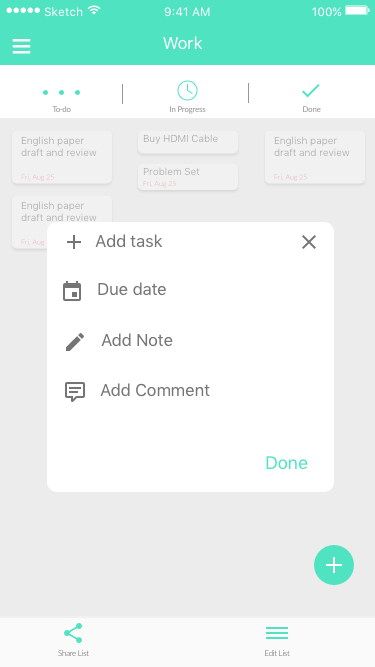 Sketch
9:41 AM
100%
Work
To-do
In Progress
Done
English paper
draft and review
Fri, Aug 25
Buy HDMI Cable
Problem Set
Fri, Aug 25
English paper
draft and review
Fri, Aug 25
English paper
draft and review
Fri, Aug
Add task
Due date
Add Note
Add Comment
Done
Share List
Edit List